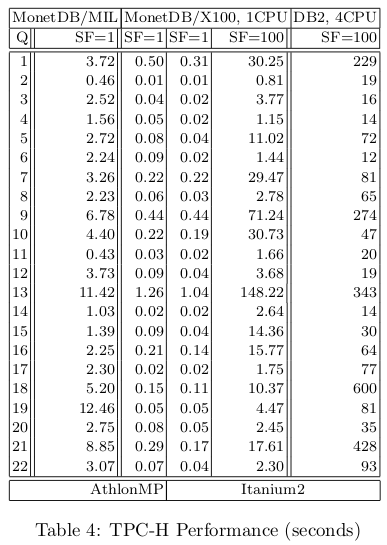 MonetDB/MIL MonetDB/X100, 1CPU DB2, 4CPU
Q SF=1 SF=1 SF=1 SF=100 SF=100
1 3.72 0.50 0.31 30.25 229
2 0.46 0.01 0.01 0.81 19
3 2.52 0.04 0.02 3.77 16
4 1.56 0.05 0.02 1.15 14
5 2.72 0.08 0.04 11.02 72
6 2.24 0.09 0.02 1.44 12
7 3.26 0.22 0.22 29.47 81
8 2.23 0.06 0.03 2.78 65
9 6.78 0.44 0.44 71.24 274
10 4.40 0.22 0.19 30.73 47
11 0.43 0.03 0.02 1.66 20
12 3.73 0.09 0.04 3.68 19
13 11.42 1.26 1.04 148.22 343
14 1.03 0.02 0.02 2.64 14
15 1.39 0.09 0.04 14.36 30
16 2.25 0.21 0.14 15.77 64
17 2.30 0.02 0.02 1.75 77
18 5.20 0.15 0.11 10.37 600
19 12.46 0.05 0.05 4.47 81
20 2.75 0.08 0.05 2.45 35
21 8.85 0.29 0.17 17.61 428
22 3.07 0.07 0.04 2.30 93
AthlonMP Itanium2
Table 4: TPC-H Performance (seconds)